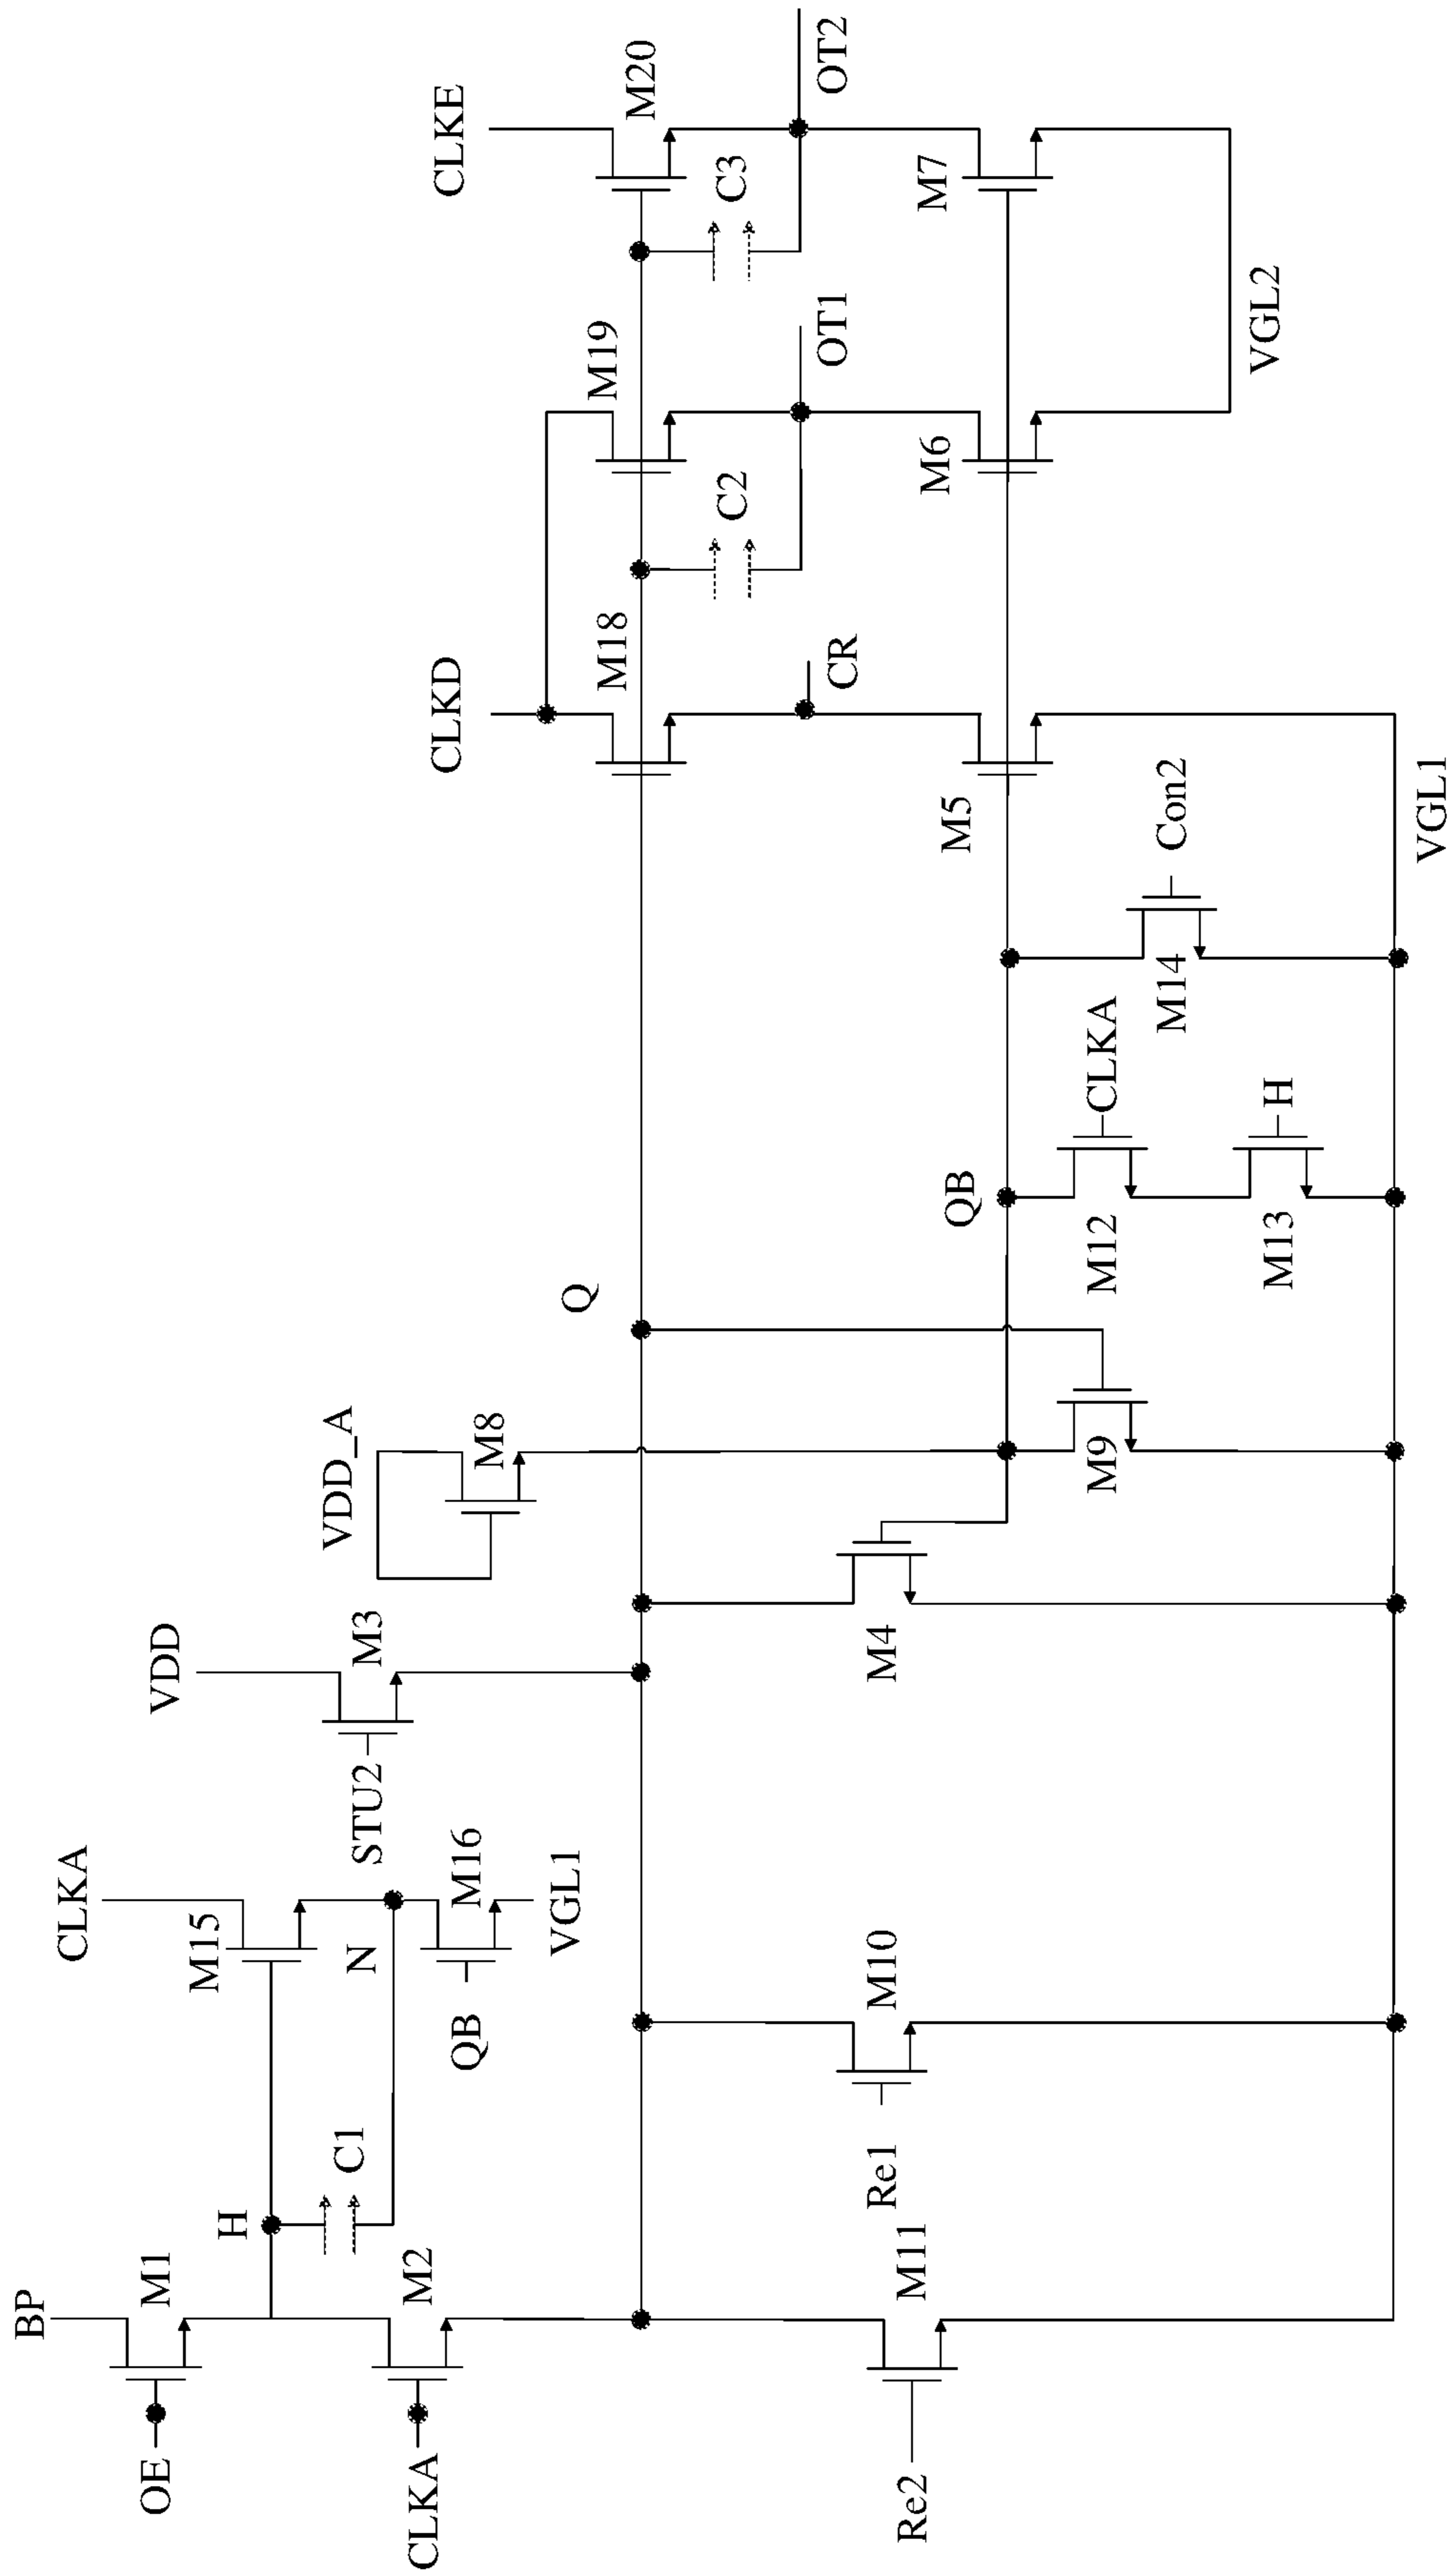 CLKE
M20
OT2
C3
M7
M19
OT1
C2
M6
VGL2
CLKD
M18
CR
M5
Con2
VGL1
M14
CLKA
H
QB
M12
M13
Q
VDD_A
M8
M9
VDD
M3
M4
STU2
CLKA
M15
N
M16
VGL1
QB
M10
Re1
H
C1
BP
M1
M2
M11
OE
CLKA
Re2